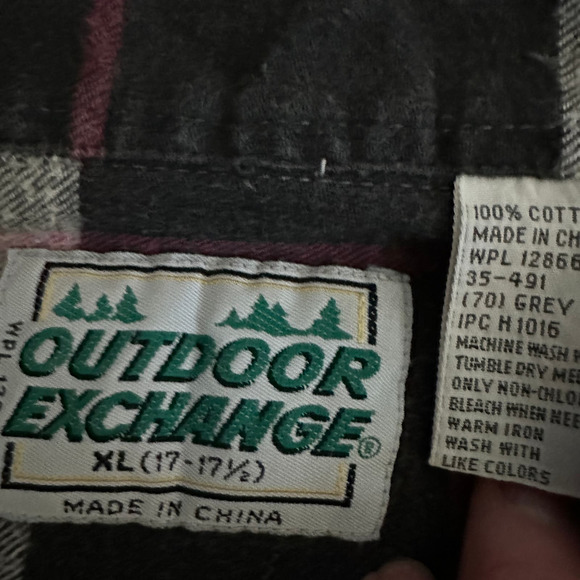 OUTDOOR
EXCHANGE®
XL (17-17½)
MADE IN CHINA
WPL
100% COTT
MADE IN CH
WPL 12866
35-491
(70) GREY
IPC H1016
MACHINE WASH
TUMBLE DRY MED
ONLY NON-CHLO
BLEACH WHEN NEE
WARM IRON
WASH WITH
LIKE COLORS